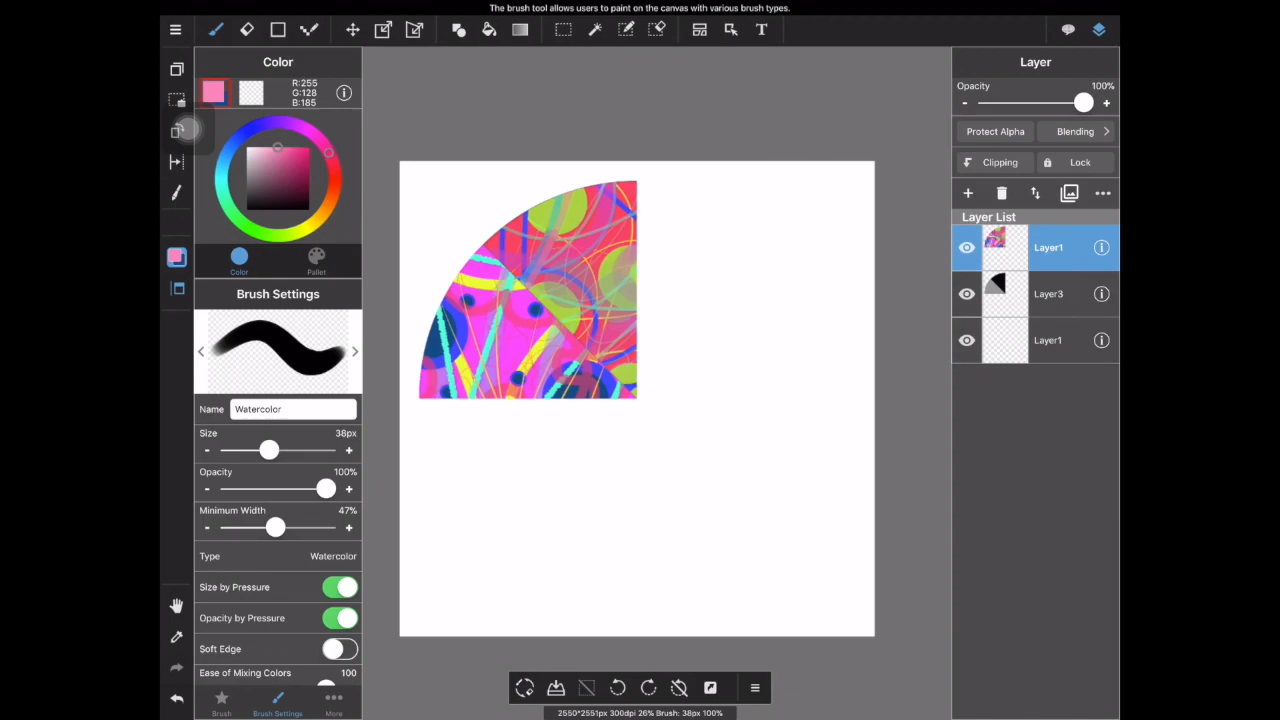 The brush tool allows users to paint on the canvas with various brush types.
T
Color
R:255
G:128
B:185
Color
Pallet
Brush Settings
Name Watercolor
Size 38px
- +
Opacity 100%
- +
Minimum Width 47%
- +
Type Watercolor
Size by Pressure
Opacity by Pressure
Soft Edge
Ease of Mixing Colors 100
Brush
Brush Settings
More
2550*2551px 300dpi 26% Brush: 38px 100%
Layer
Opacity 100%
- +
Protect Alpha
Blending
Clipping
Lock
Layer List
Layer1
Layer3
Layer1